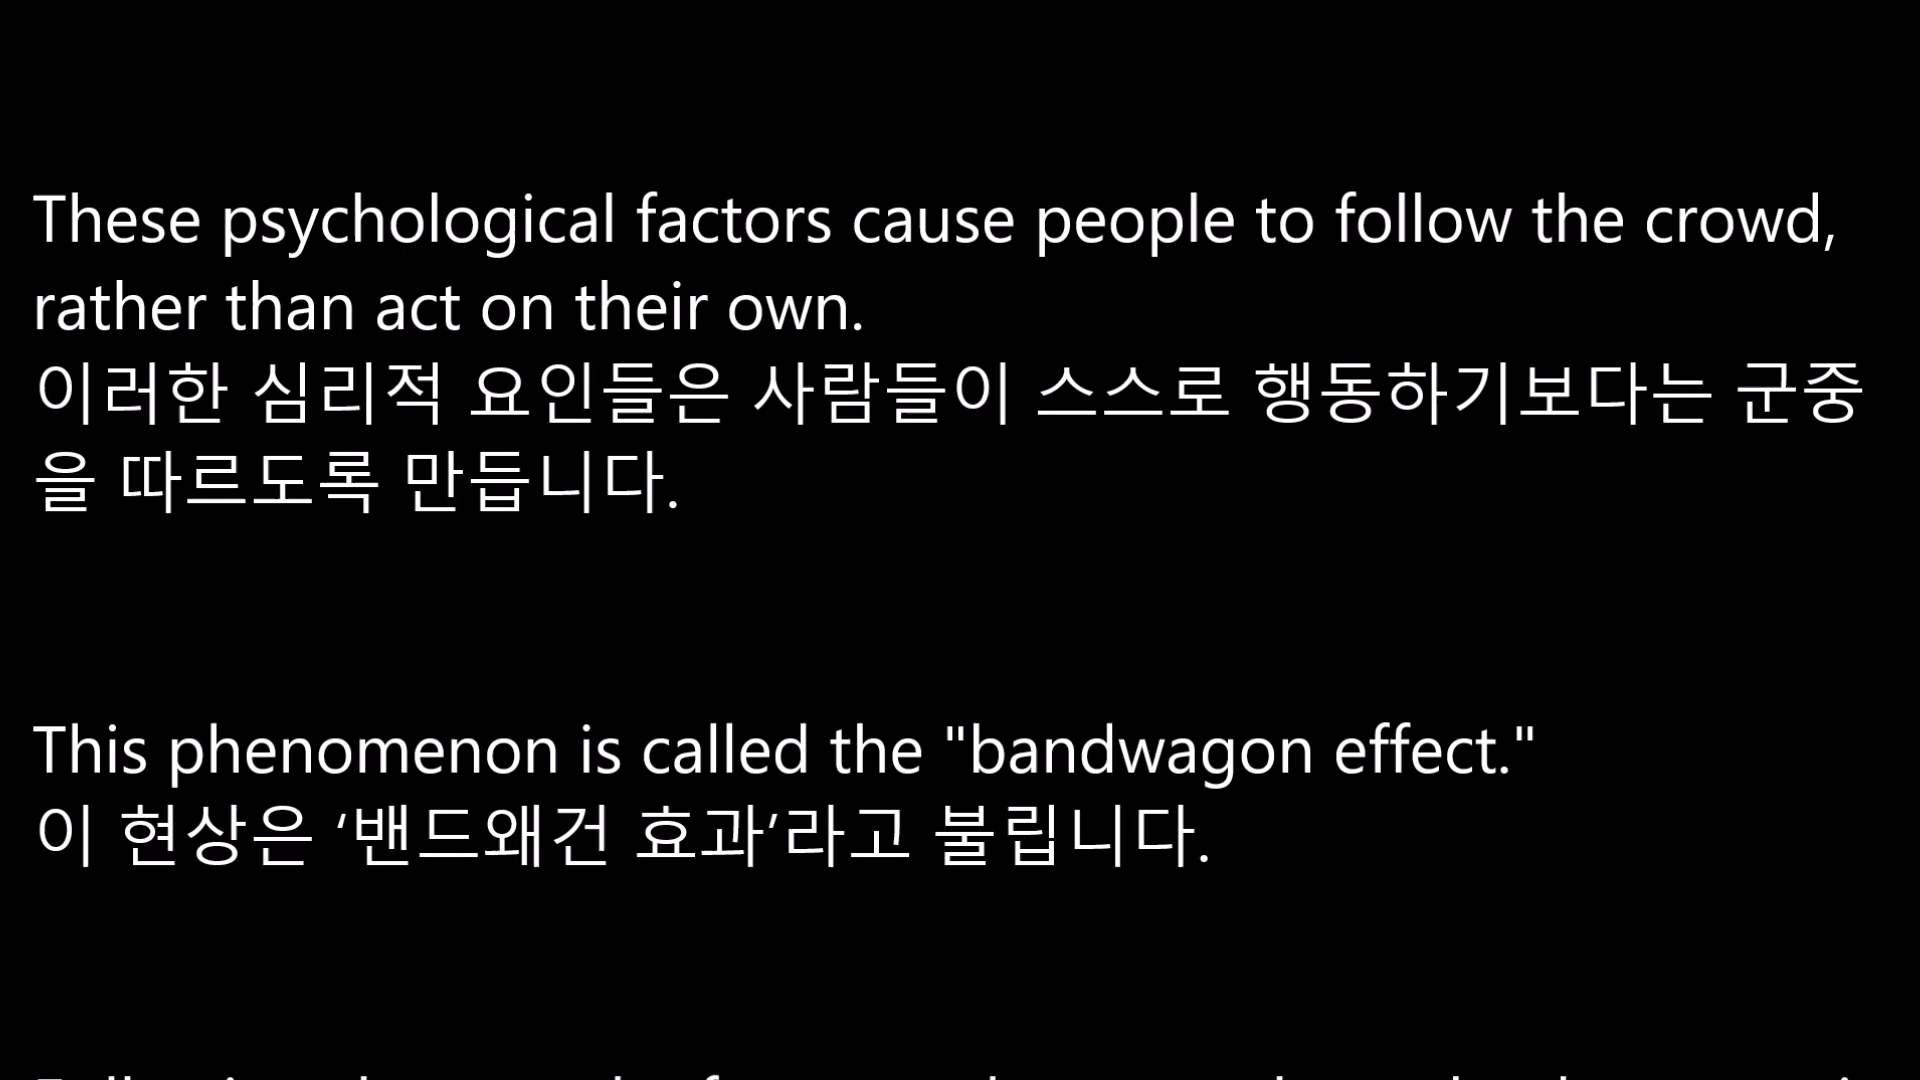 These psychological factors cause people to follow the crowd,
rather than act on their own.
이러한 심리적 요인들은 사람들이 스스로 행동하기보다는 군중
을 따르도록 만듭니다.
This phenomenon is called the "bandwagon effect."
이 현상은 ‘밴드왜건 효과’라고 불립니다.